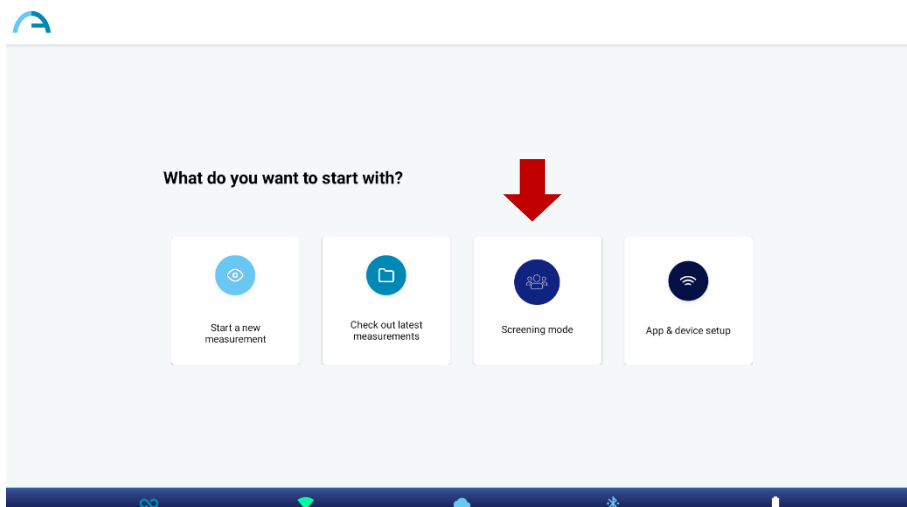 What do you want to start with?
Start a new
measurement
Check out latest
measurements
Screening mode
App & device setup